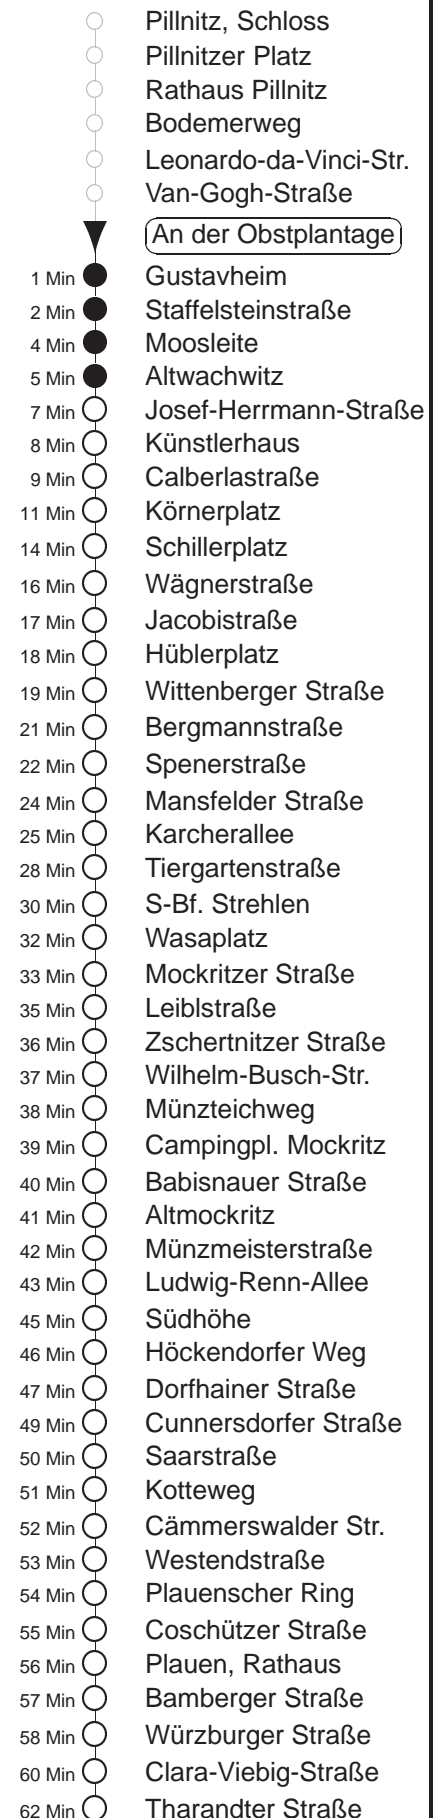 Pillnitz, Schloss
Pillnitzer Platz
Rathaus Pillnitz
Bodemerweg
Leonardo-da-Vinci-Str.
Van-Gogh-Straße
An der Obstplantage
1 Min Gustavheim
2 Min Staffelsteinstraße
4 Min Moosleite
5 Min Altwachwitz
7 Min Josef-Herrmann-Straße
8 Min Künstlerhaus
9 Min Calberlastraße
11 Min Körnerplatz
14 Min Schillerplatz
16 Min Wägnerstraße
17 Min Jacobistraße
18 Min Hüblerplatz
19 Min Wittenberger Straße
21 Min Bergmannstraße
22 Min Spenerstraße
24 Min Mansfelder Straße
25 Min Karcherallee
28 Min Tiergartenstraße
30 Min S-Bf. Strehlen
32 Min Wasaplatz
33 Min Mockritzer Straße
35 Min Leiblstraße
36 Min Zschertnitzer Straße
37 Min Wilhelm-Busch-Str.
38 Min Münzteichweg
39 Min Campingpl. Mockritz
40 Min Babisnauer Straße
41 Min Altmockritz
42 Min Münzmeisterstraße
43 Min Ludwig-Renn-Allee
45 Min Südhöhe
46 Min Höckendorfer Weg
47 Min Dorfhainer Straße
49 Min Cunnersdorfer Straße
50 Min Saarstraße
51 Min Kotteweg
52 Min Cämmerswalder Str.
53 Min Westendstraße
54 Min Plauenscher Ring
55 Min Coschützer Straße
56 Min Plauen, Rathaus
57 Min Bamberger Straße
58 Min Würzburger Straße
60 Min Clara-Viebig-Straße
62 Min Tharandter Straße